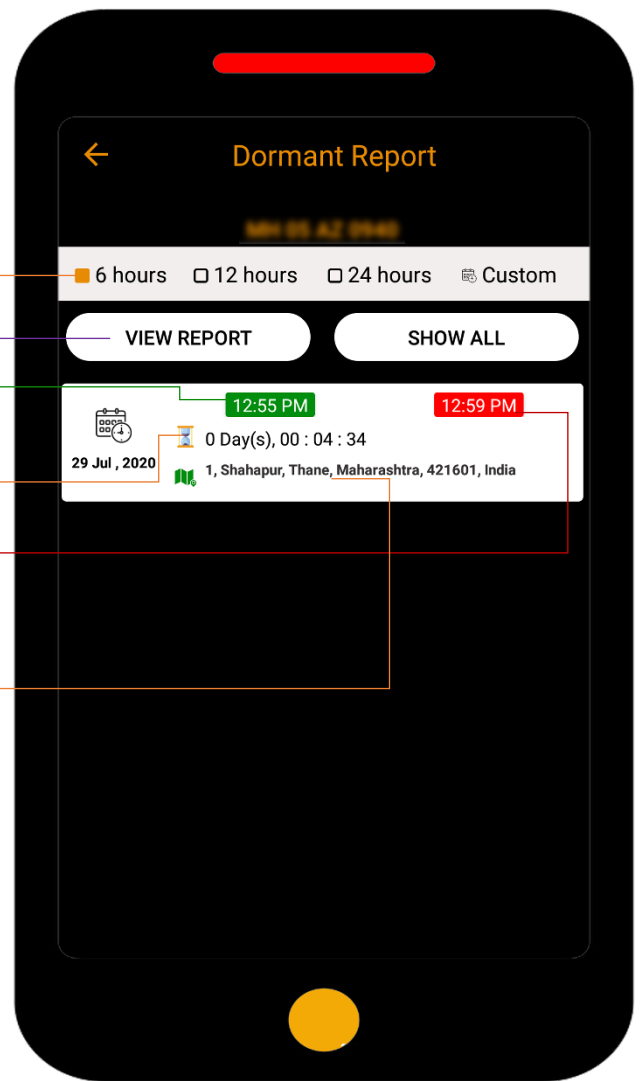 Dormant Report
6 hours 12 hours 24 hours Custom
VIEW REPORT SHOW ALL
12:55 PM 12:59 PM
0 Day(s), 00 : 04 : 34
29 Jul , 2020
1, Shahapur, Thane, Maharashtra, 421601, India